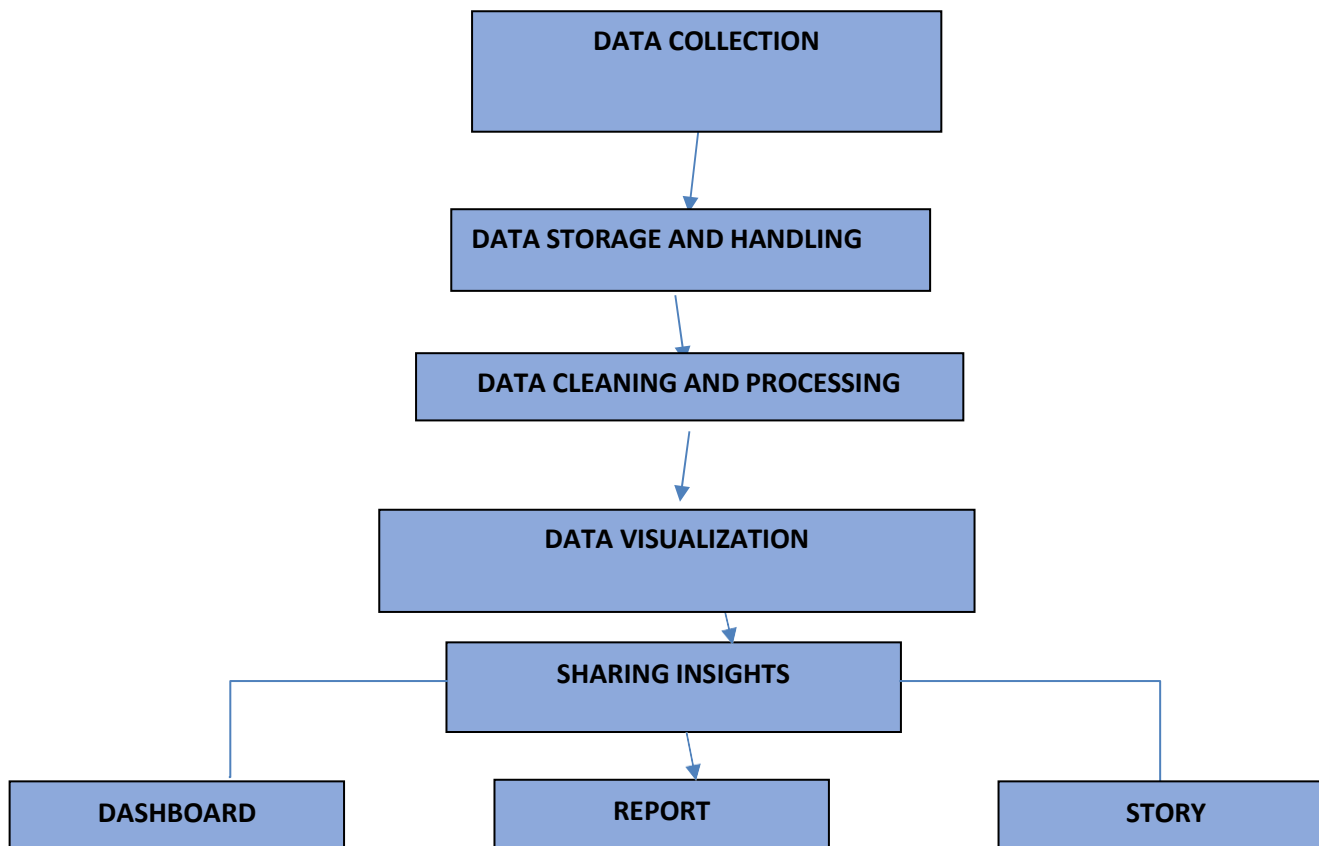 DATA COLLECTION
DATA STORAGE AND HANDLING
DATA CLEANING AND PROCESSING
DATA VISUALIZATION
SHARING INSIGHTS
DASHBOARD
REPORT
STORY